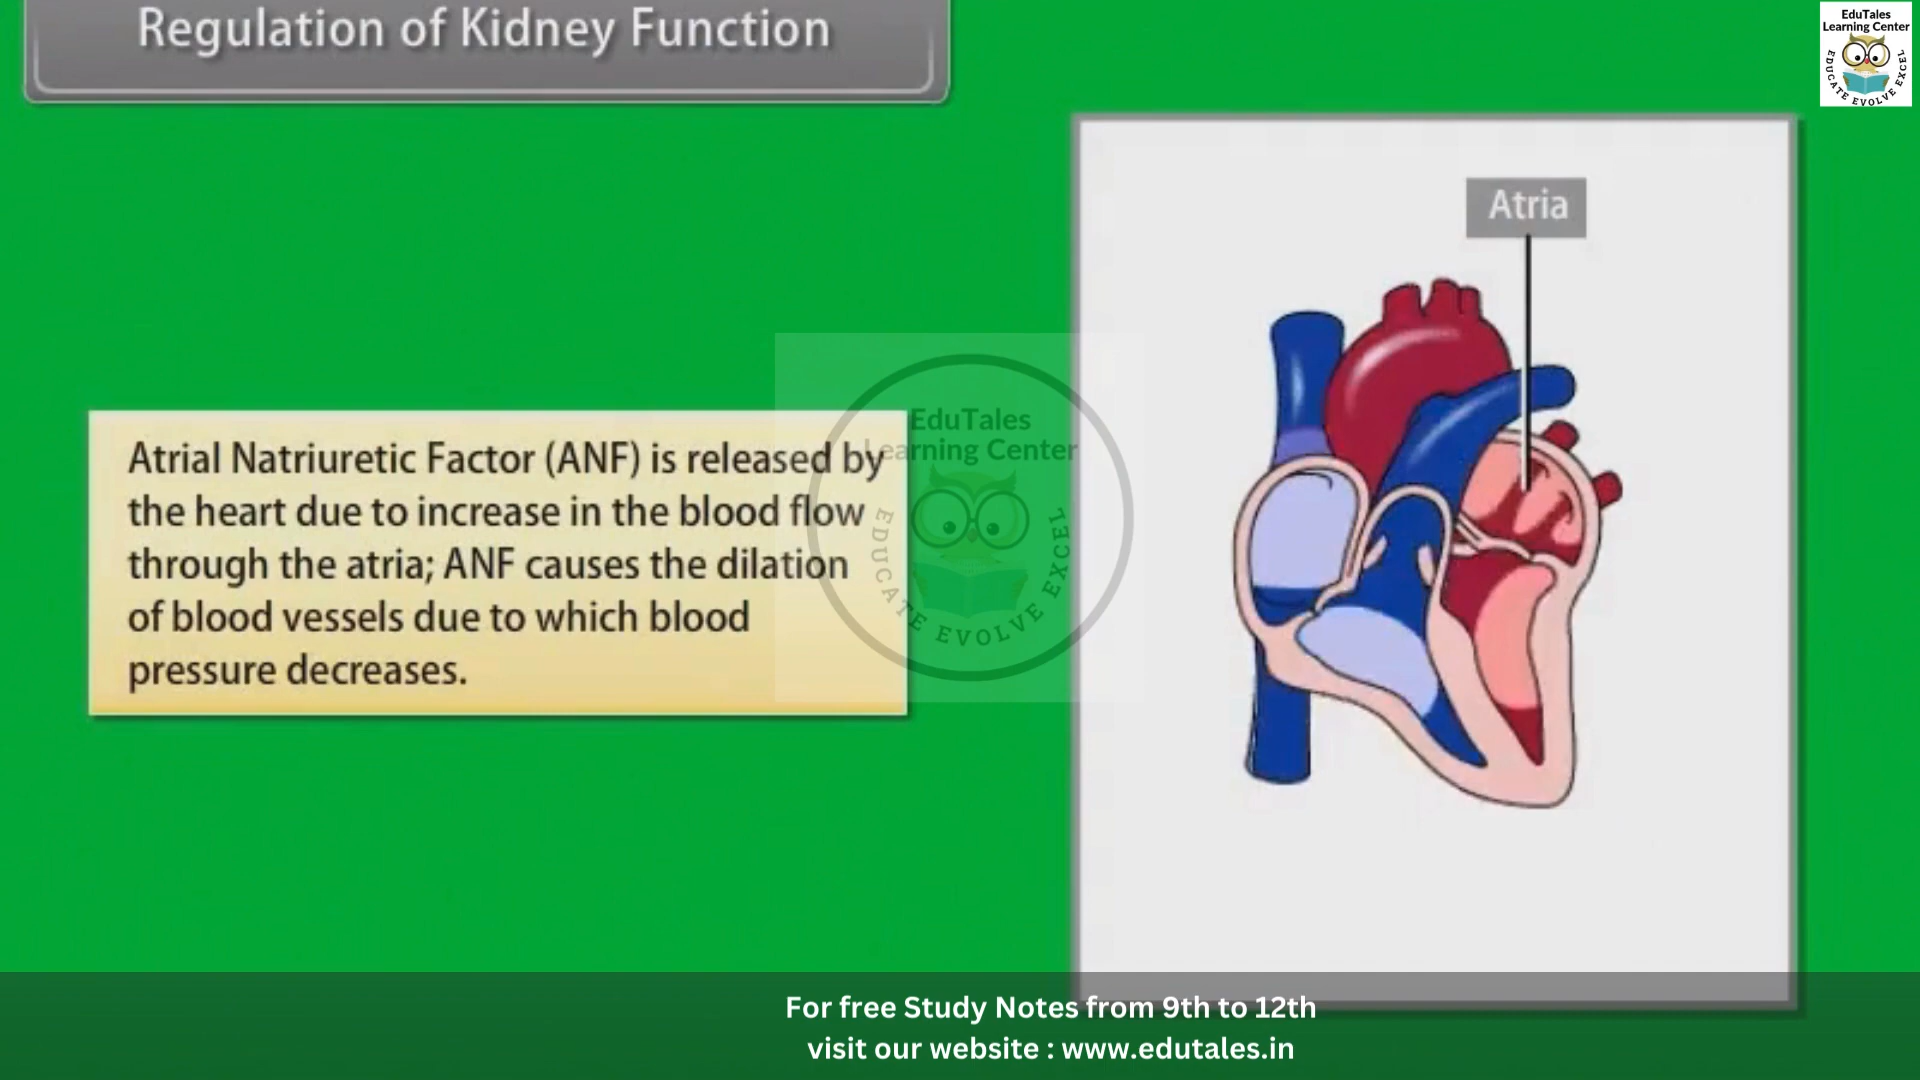 Regulation of Kidney Function
EduTales
Learning Center
EDUCATE EVOLVE EXCEL
Atria
Atrial Natriuretic Factor (ANF) is released by
the heart due to increase in the blood flow
through the atria; ANF causes the dilation
of blood vessels due to which blood
pressure decreases.
EduTales
Learning Center
EDUCATE EVOLVE EXCEL
For free Study Notes from 9th to 12th
visit our website : www.edutales.in